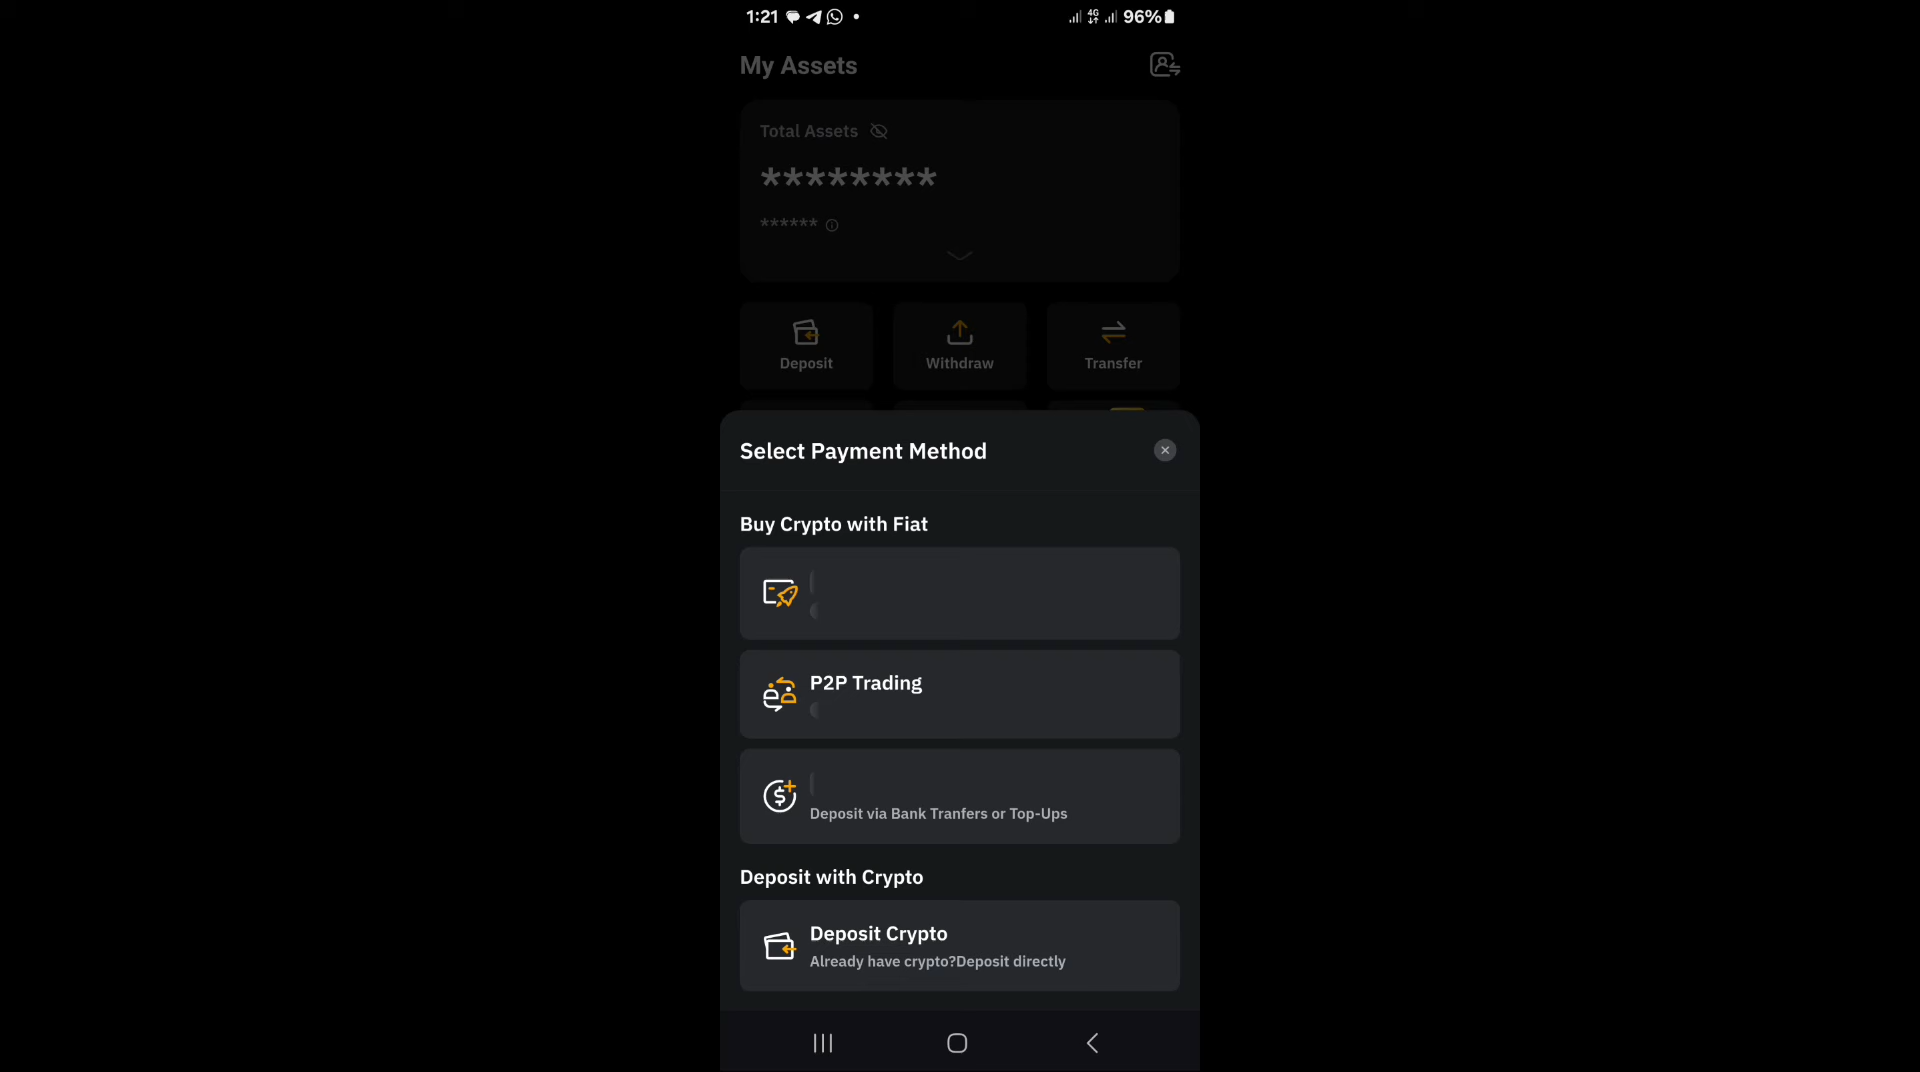 1:21
4G
96%
My Assets
Total Assets
********
******
Deposit
Withdraw
Transfer
Select Payment Method
Buy Crypto with Fiat
P2P Trading
Deposit via Bank Tranfers or Top-Ups
Deposit with Crypto
Deposit Crypto
Already have crypto?Deposit directly